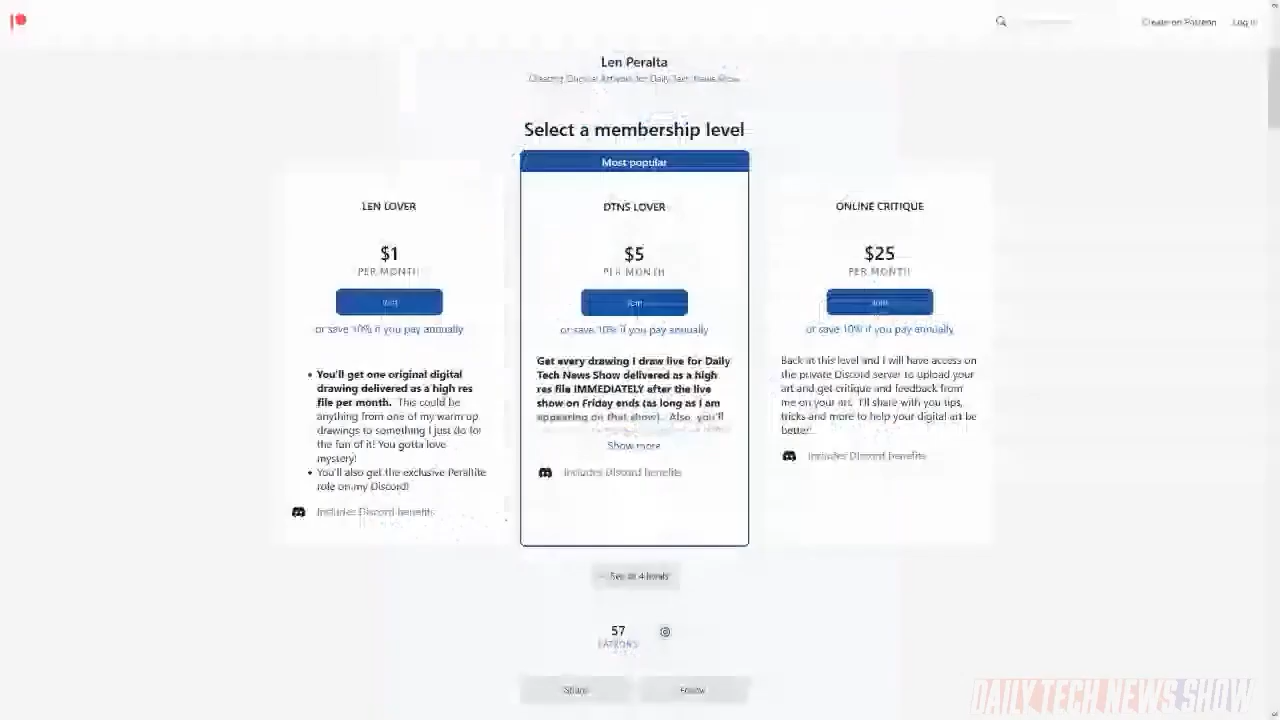 Create on Patreon
Log in
Len Peralta
Creating Original Artwork for Daily Tech News Show
Select a membership level
Most popular
LEN LOVER
$1
PER MONTH
Join
or save 10% if you pay annually
• You'll get one original digital
drawing delivered as a high res
file per month. This could be
anything from one of my warm up
drawings to something I just do for
the fun of it! You gotta love
mystery!
• You'll also get the exclusive Peraltite
role on my Discord!
Includes Discord benefits
DTNS LOVER
$5
PER MONTH
Join
or save 10% if you pay annually
Get every drawing I draw live for Daily
Tech News Show delivered as a high
res file IMMEDIATELY after the live
show on Friday ends (as long as I am
appearing on that show). Also, you'll
Show more
Includes Discord benefits
ONLINE CRITIQUE
$25
PER MONTH
Join
or save 10% if you pay annually
Back at this level and I will have access on
the private Discord server to upload your
art and get critique and feedback from
me on your art. I'll share with you tips,
tricks and more to help your digital art be
better!
Includes Discord benefits
See all 4 levels
57
PATRONS
Share
Follow
DAILY TECH NEWS SHOW